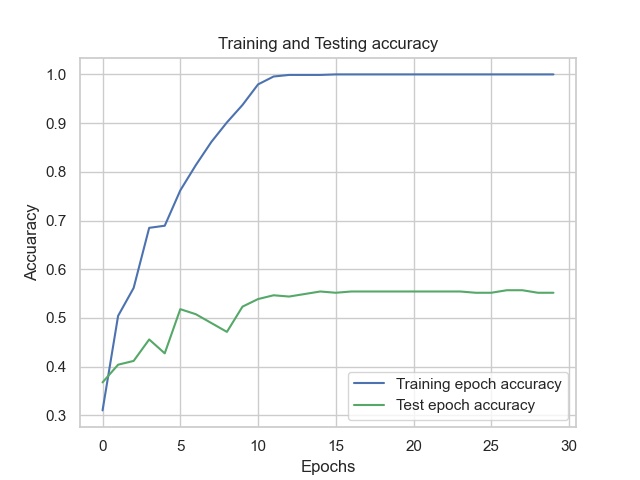 Training and Testing accuracy
1.0
0.9
0.8
0.7
0.6
0.5
0.4
0.3
Accuaracy
0 5 10 15 20 25 30
Epochs
Training epoch accuracy
Test epoch accuracy